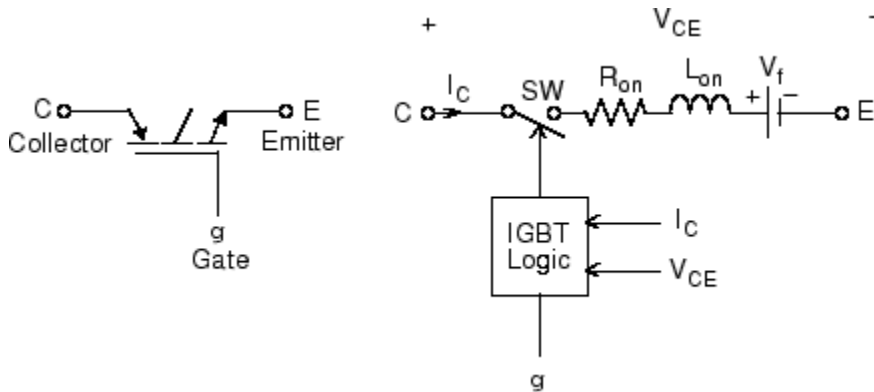 C
E
Collector
Emitter
g
Gate
+ V_CE -
I_C
SW
R_on
L_on
V_f
+ -
C
E
IGBT
Logic
I_C
V_CE
g